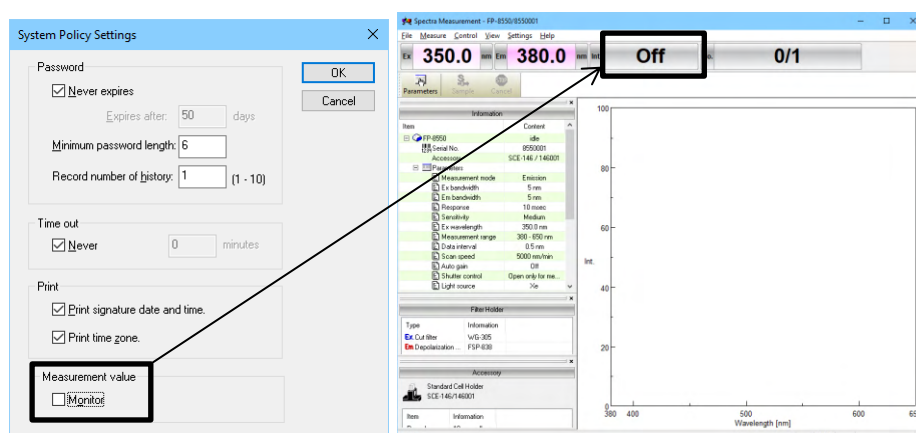 System Policy Settings
Password
Never expires
Expires after: 50 days
Minimum password length: 6
Record number of history: 1 (1 - 10)
Time out
Never 0 minutes
Print
Print signature date and time.
Print time zone.
Measurement value
Monitor
OK
Cancel
Spectra Measurement - FP-8550/8550001
File Measure Control View Settings Help
Ex 350.0 nm Em 380.0 nm Int. Off 0/1
Parameters Sample Cancel
Information
Item Content
FP-8550 idle
Serial No. 8550001
Accessory SCE-146 / 146001
Parameters
Measurement mode Emission
Ex bandwidth 5 nm
Em bandwidth 5 nm
Response 10 msec
Sensitivity Medium
Ex wavelength 350.0 nm
Measurement range 380 - 650 nm
Data interval 0.5 nm
Scan speed 5000 nm/min
Auto gain Off
Shutter control Open only for me...
Light source Xe
Filter Holder
Type Information
Ex Cut filter WG-305
Em Depolarization ... FSP-838
Accessory
Standard Cell Holder
SCE-146/146001
Item Information
100
80
60
Int.
40
20
0
380 400 500 600 65
Wavelength [nm]